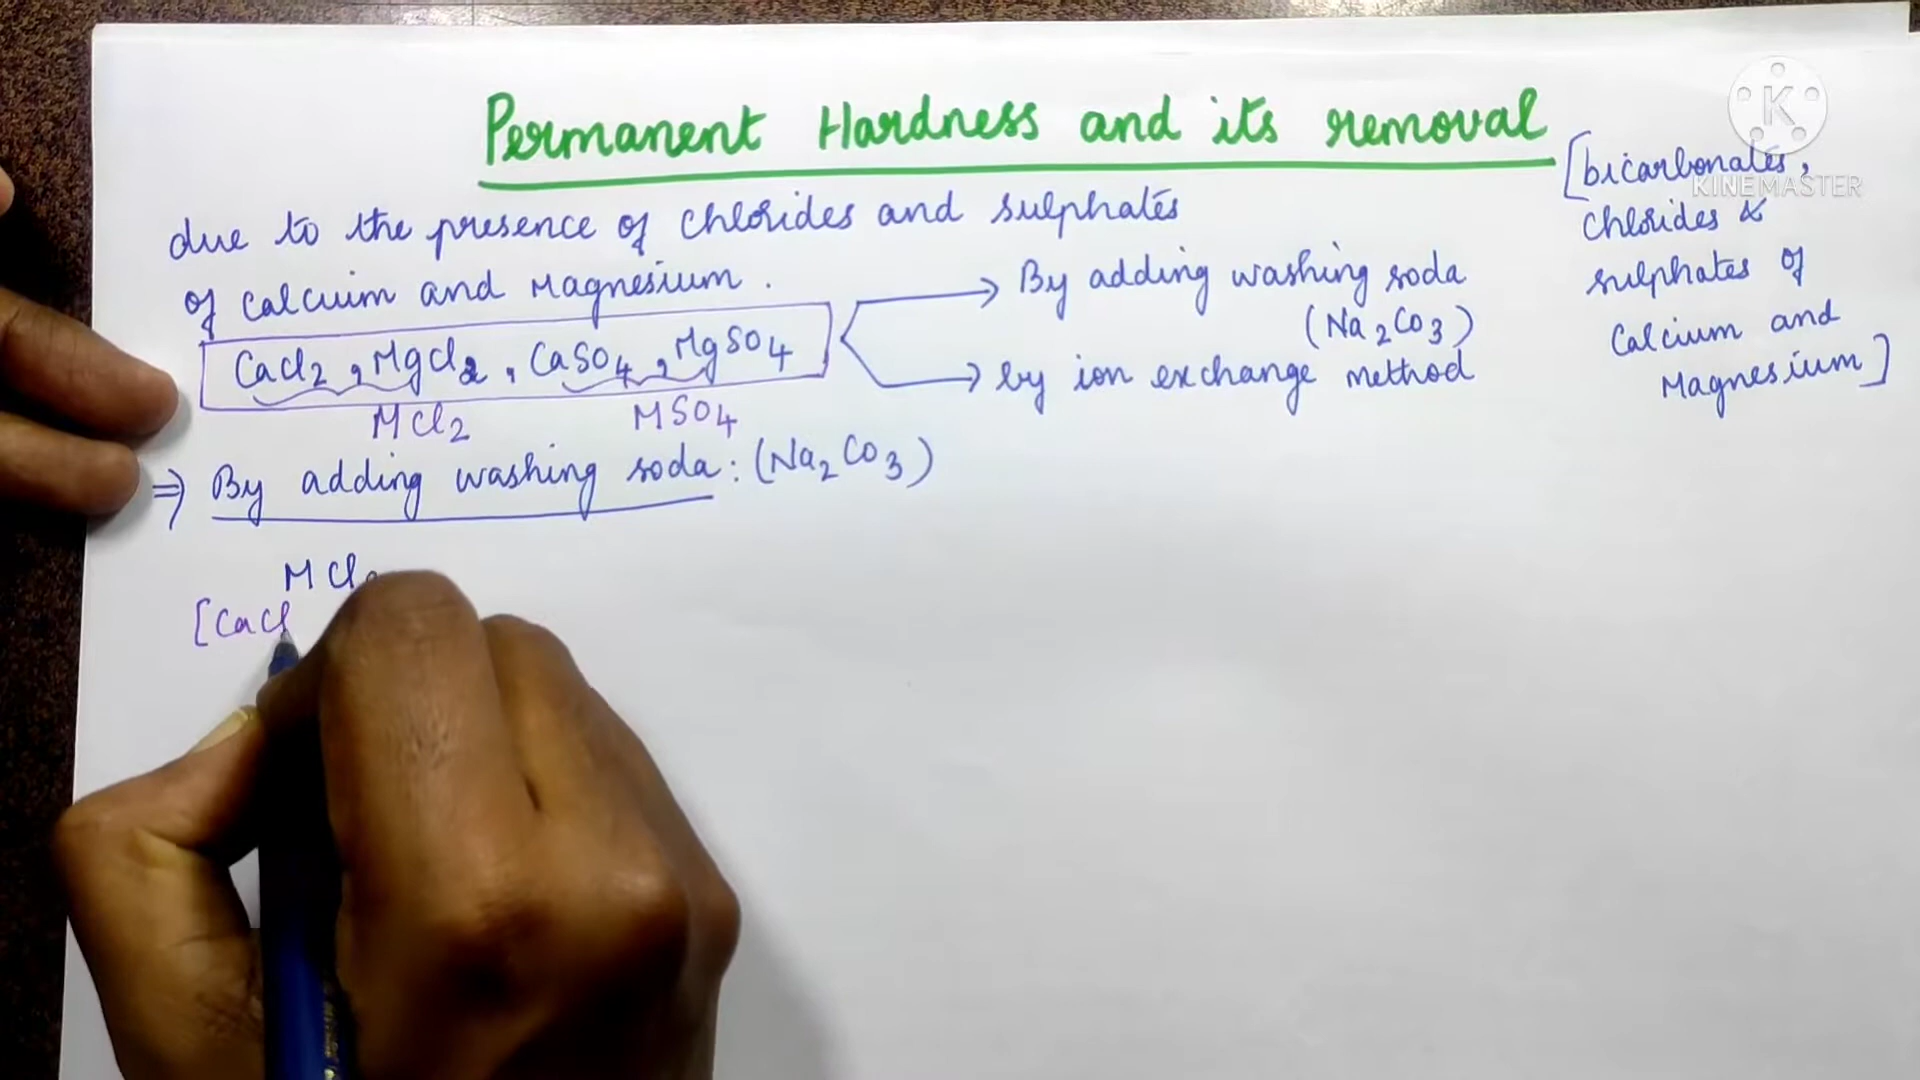 Permanent Hardness and its removal
due to the presence of chlorides and sulphates
of calcium and Magnesium.
CaCl2, MgCl2, CaSO4, MgSO4
MCl2
MSO4
By adding washing soda
(Na2CO3)
by ion exchange method
[bicarbonates,
chlorides &
sulphates of
Calcium and
Magnesium]
K
KINEMASTER
⇒ By adding washing soda: (Na2CO3)
MCl
[CaCl